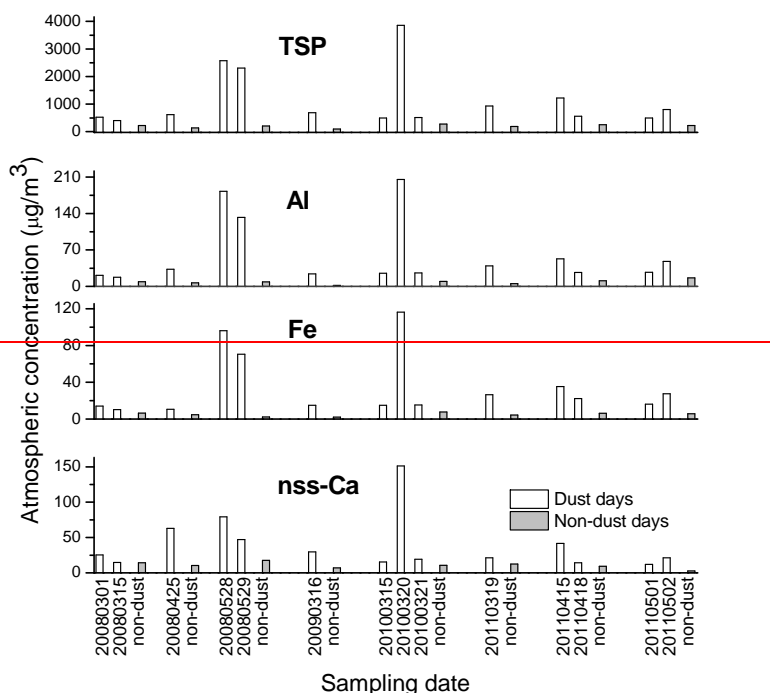 4000
3000
2000
1000
0
TSP
210
140
70
0
Al
120
80
40
0
Fe
150
100
50
0
nss-Ca
Dust days
Non-dust days
Atmospheric concentration (μg/m³)
20080301
20080315
non-dust
20080425
non-dust
20080528
20080529
non-dust
20090316
non-dust
20100315
20100320
20100321
non-dust
20110319
non-dust
20110415
20110418
non-dust
20110501
20110502
non-dust
Sampling date